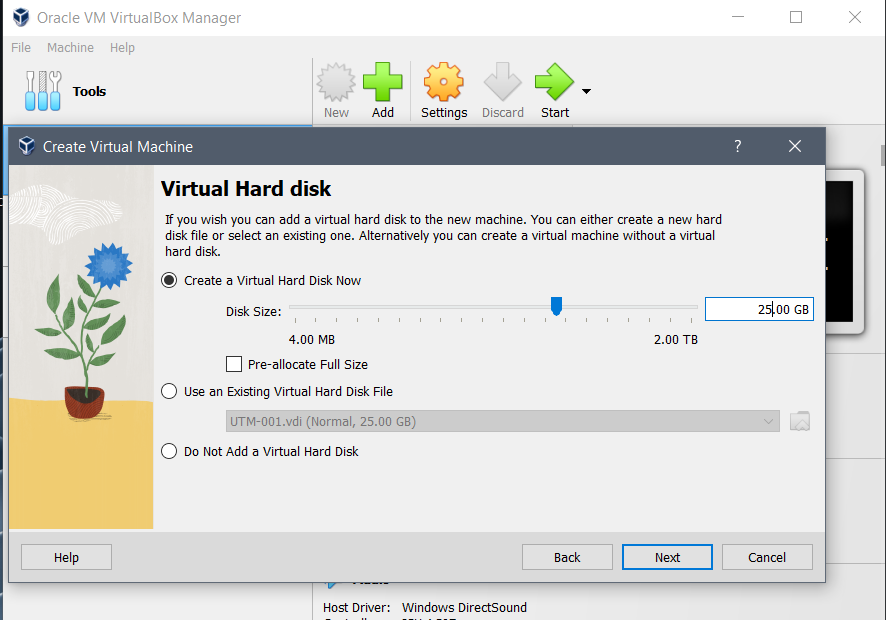 Oracle VM VirtualBox Manager
File Machine Help
Tools
New Add Settings Discard Start
Create Virtual Machine
?
Virtual Hard disk
If you wish you can add a virtual hard disk to the new machine. You can either create a new hard
disk file or select an existing one. Alternatively you can create a virtual machine without a virtual
hard disk.
Create a Virtual Hard Disk Now
Disk Size: 25.00 GB
4.00 MB 2.00 TB
Pre-allocate Full Size
Use an Existing Virtual Hard Disk File
UTM-001.vdi (Normal, 25.00 GB)
Do Not Add a Virtual Hard Disk
Help Back Next Cancel
Host Driver: Windows DirectSound